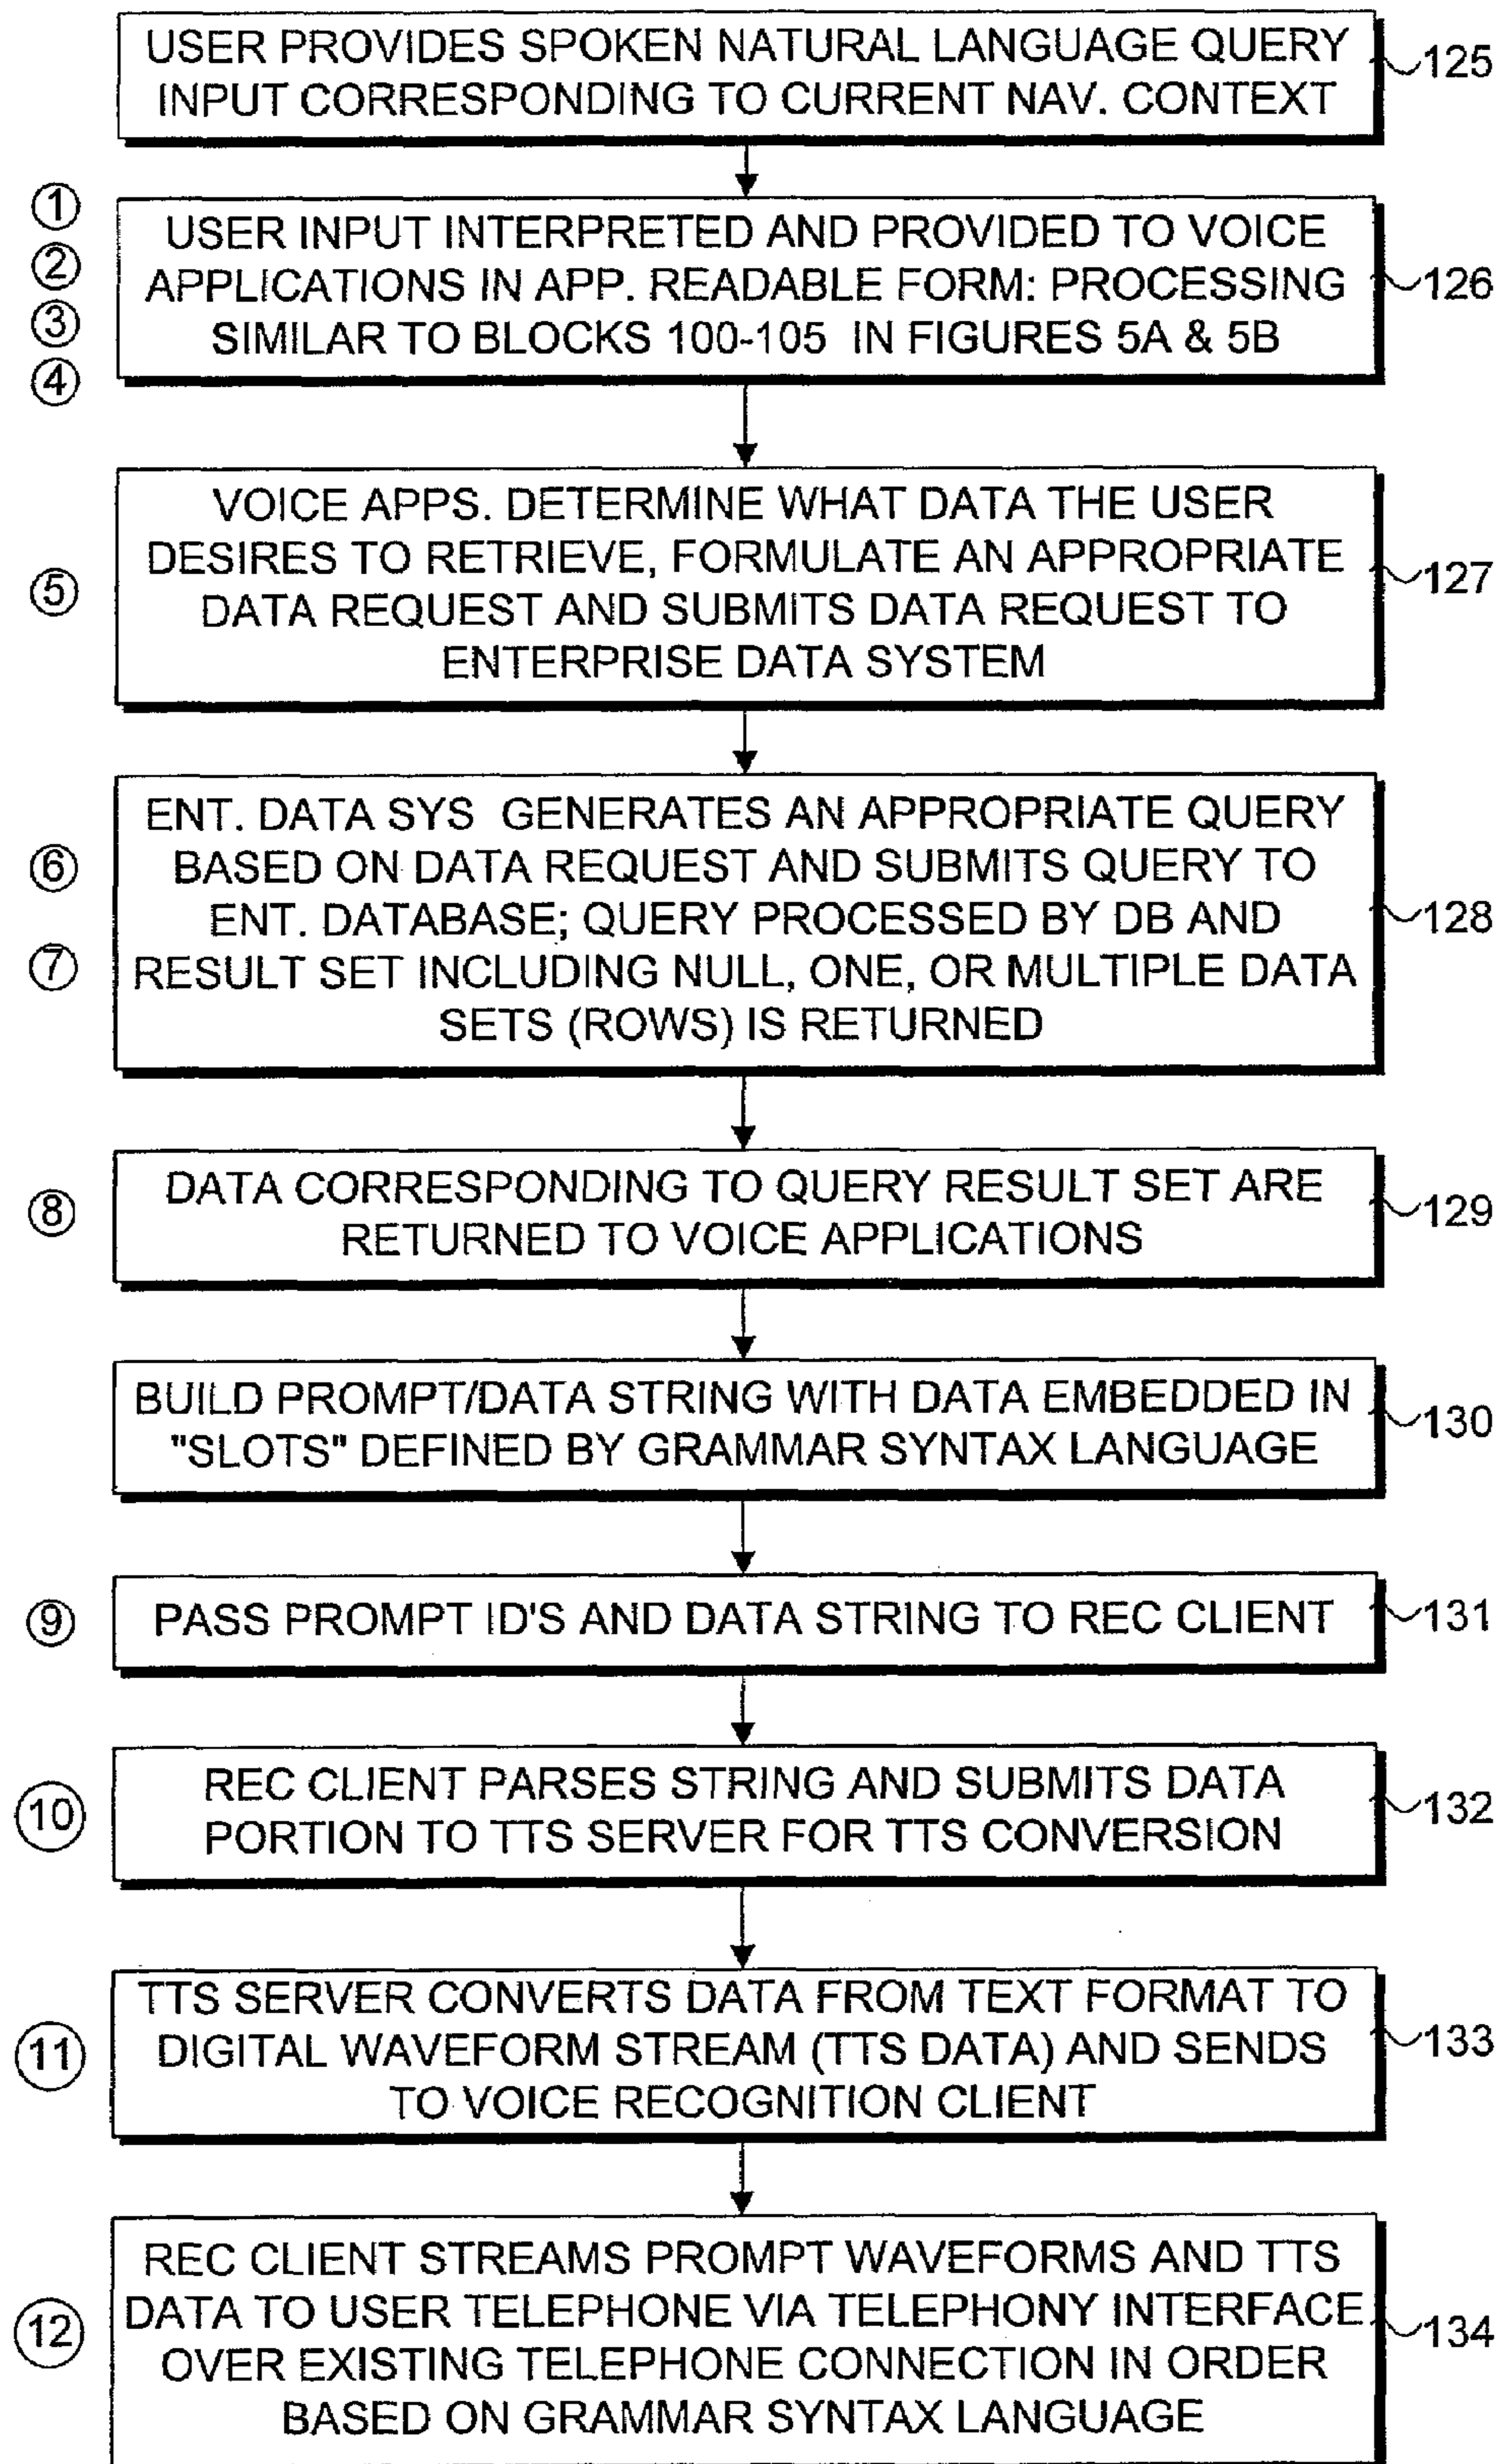 USER PROVIDES SPOKEN NATURAL LANGUAGE QUERY
INPUT CORRESPONDING TO CURRENT NAV. CONTEXT
125
①
②
③
④
USER INPUT INTERPRETED AND PROVIDED TO VOICE
APPLICATIONS IN APP. READABLE FORM: PROCESSING
SIMILAR TO BLOCKS 100-105 IN FIGURES 5A & 5B
126
⑤
VOICE APPS. DETERMINE WHAT DATA THE USER
DESIRES TO RETRIEVE, FORMULATE AN APPROPRIATE
DATA REQUEST AND SUBMITS DATA REQUEST TO
ENTERPRISE DATA SYSTEM
127
⑥
⑦
ENT. DATA SYS GENERATES AN APPROPRIATE QUERY
BASED ON DATA REQUEST AND SUBMITS QUERY TO
ENT. DATABASE; QUERY PROCESSED BY DB AND
RESULT SET INCLUDING NULL, ONE, OR MULTIPLE DATA
SETS (ROWS) IS RETURNED
128
⑧
DATA CORRESPONDING TO QUERY RESULT SET ARE
RETURNED TO VOICE APPLICATIONS
129
BUILD PROMPT/DATA STRING WITH DATA EMBEDDED IN
"SLOTS" DEFINED BY GRAMMAR SYNTAX LANGUAGE
130
⑨
PASS PROMPT ID'S AND DATA STRING TO REC CLIENT
131
⑩
REC CLIENT PARSES STRING AND SUBMITS DATA
PORTION TO TTS SERVER FOR TTS CONVERSION
132
⑪
TTS SERVER CONVERTS DATA FROM TEXT FORMAT TO
DIGITAL WAVEFORM STREAM (TTS DATA) AND SENDS
TO VOICE RECOGNITION CLIENT
133
⑫
REC CLIENT STREAMS PROMPT WAVEFORMS AND TTS
DATA TO USER TELEPHONE VIA TELEPHONY INTERFACE
OVER EXISTING TELEPHONE CONNECTION IN ORDER
BASED ON GRAMMAR SYNTAX LANGUAGE
134